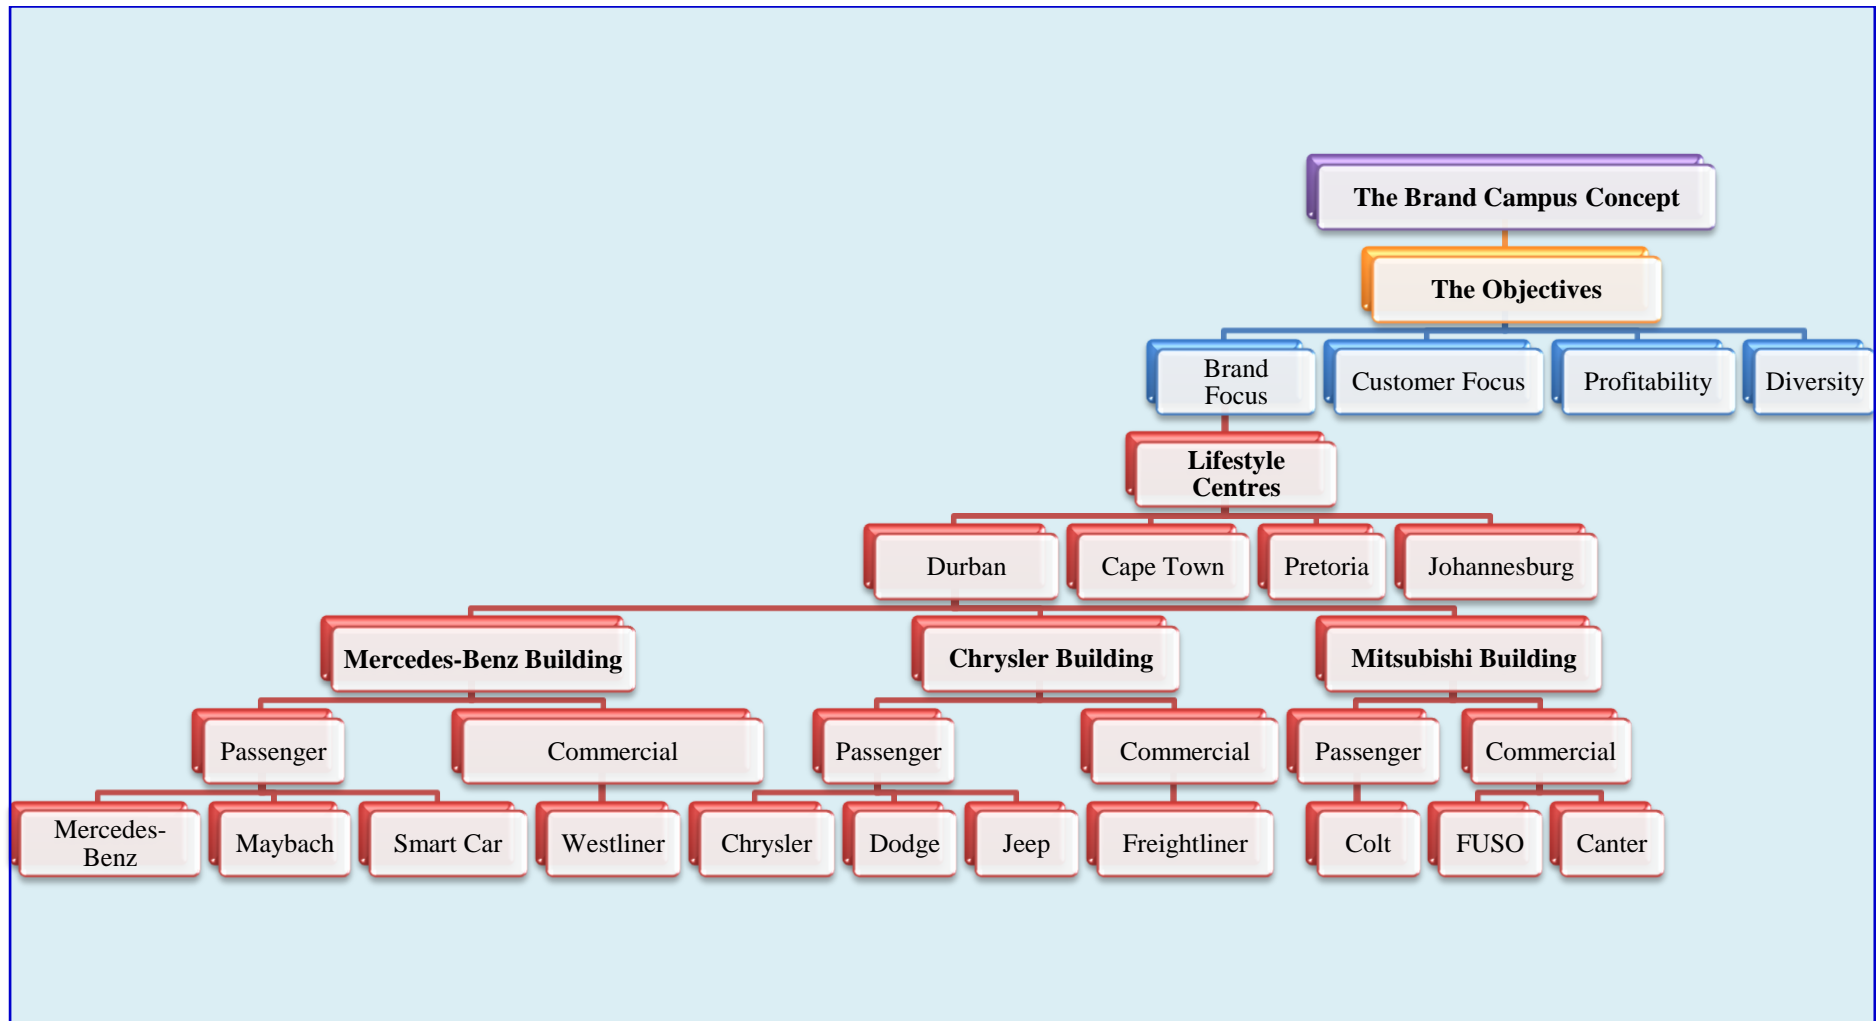 The Brand Campus Concept
The Objectives
Brand
Focus
Customer Focus
Profitability
Diversity
Lifestyle
Centres
Durban
Cape Town
Pretoria
Johannesburg
Mercedes-Benz Building
Chrysler Building
Mitsubishi Building
Passenger
Commercial
Passenger
Commercial
Passenger
Commercial
Mercedes-
Benz
Maybach
Smart Car
Westliner
Chrysler
Dodge
Jeep
Freightliner
Colt
FUSO
Canter